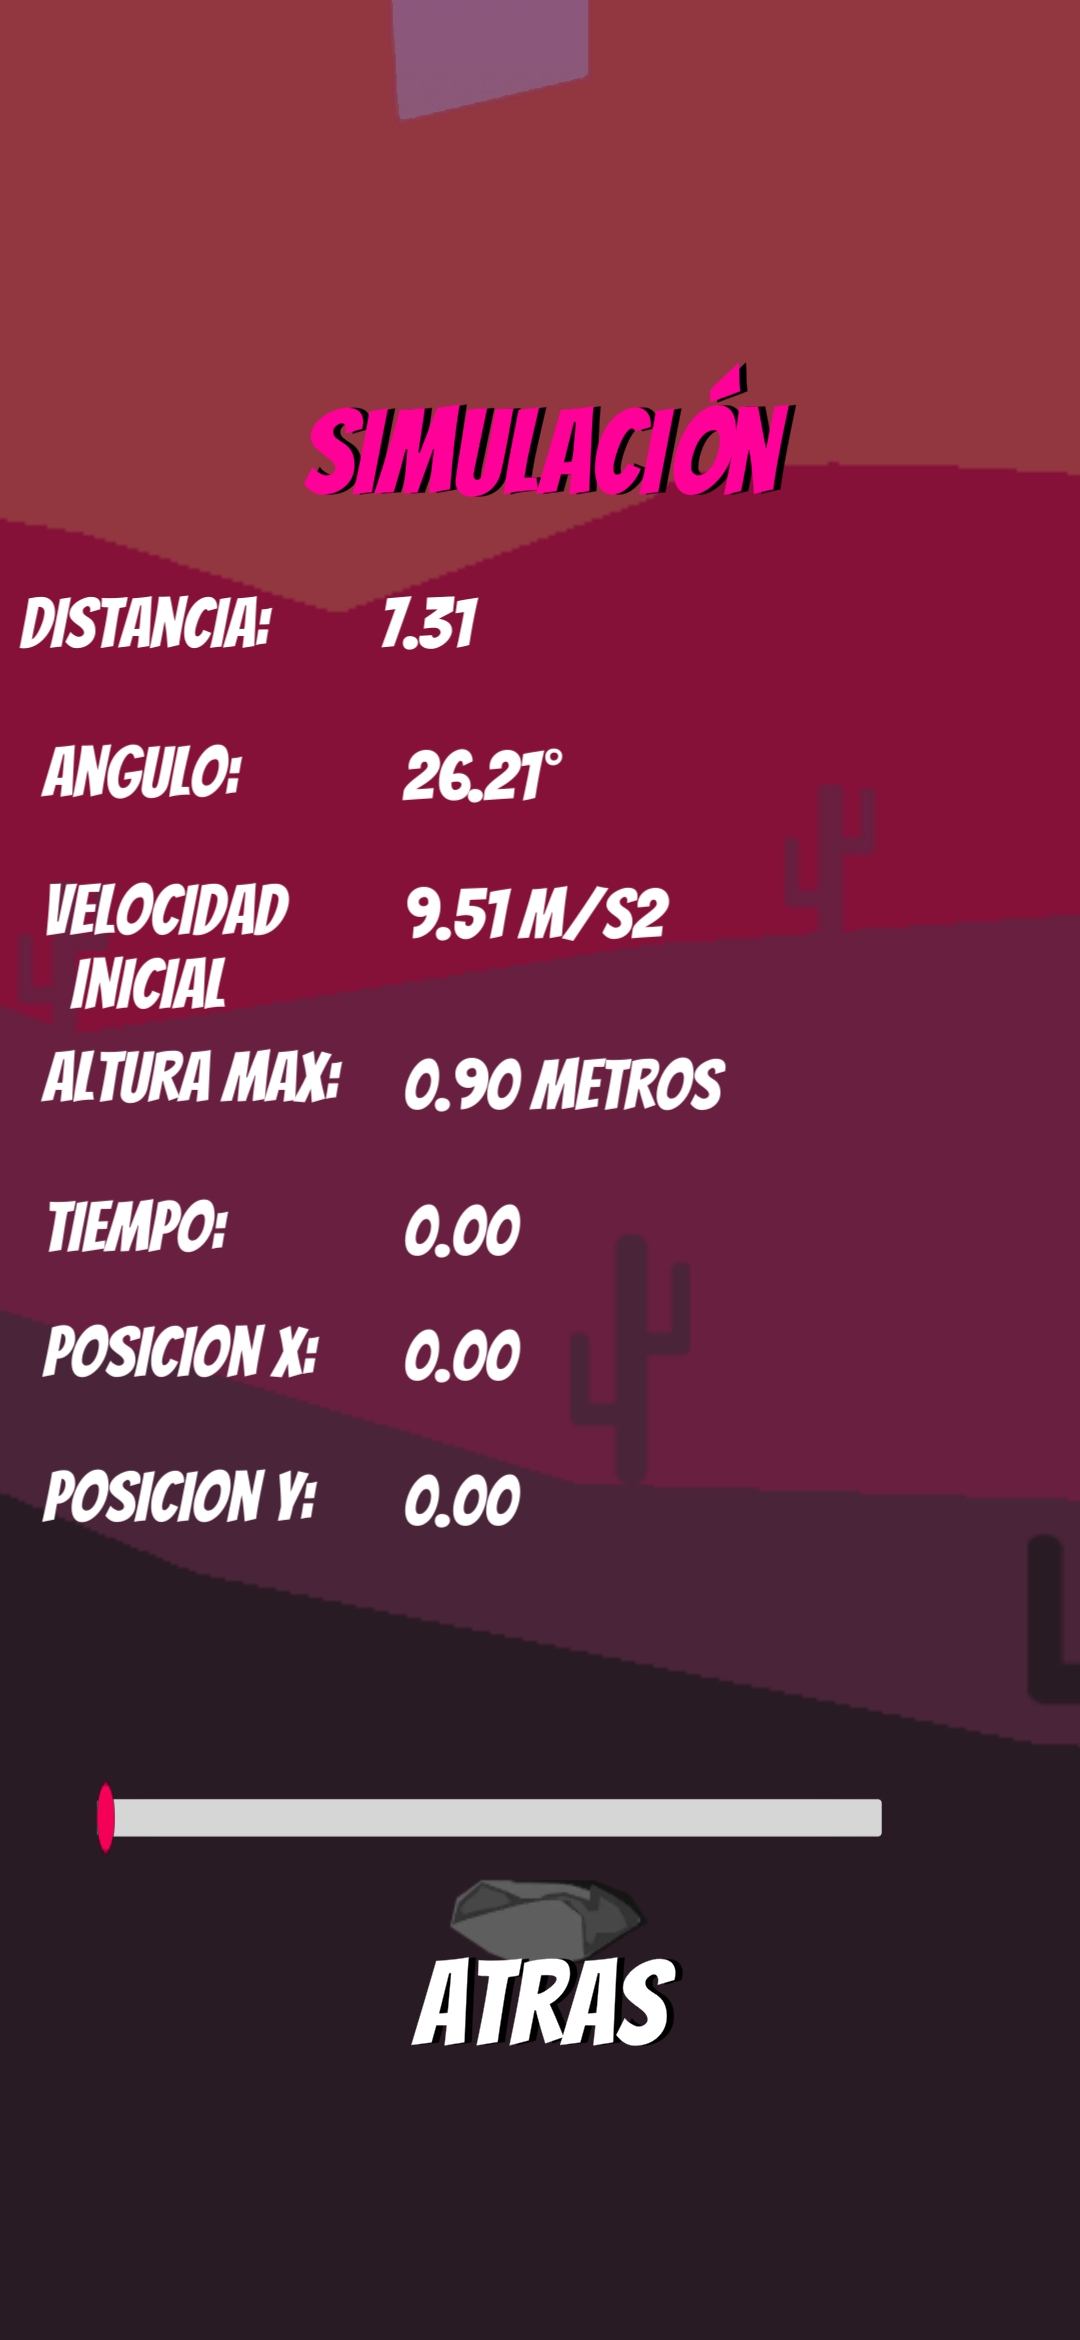 SIMULACIÓN
DISTANCIA: 7.31
ANGULO: 26.21°
VELOCIDAD 9.51 M/S2
INICIAL
ALTURA MAX: 0.90 METROS
TIEMPO: 0.00
POSICION X: 0.00
POSICION Y: 0.00
ATRAS